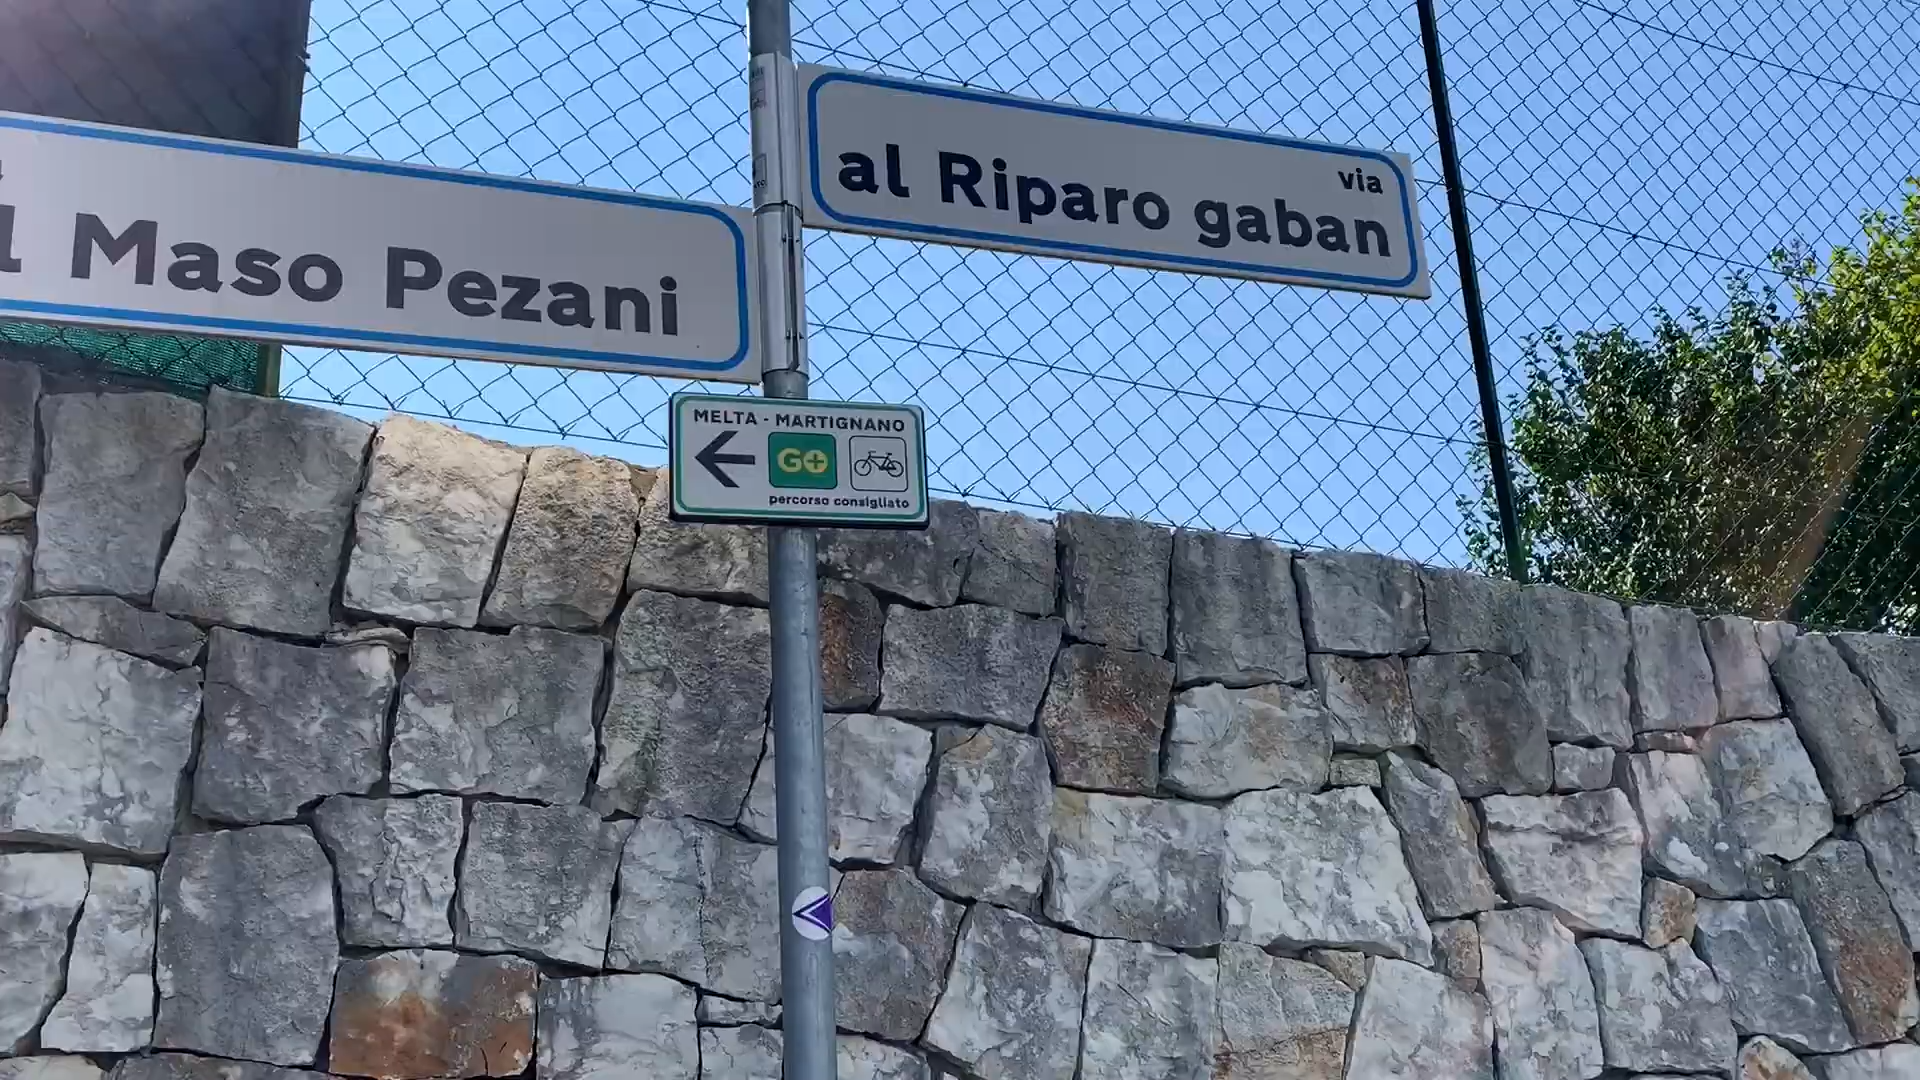 Maso Pezani
via
al Riparo gaban
MELTA - MARTIGNANO
GO+
percorso consigliato